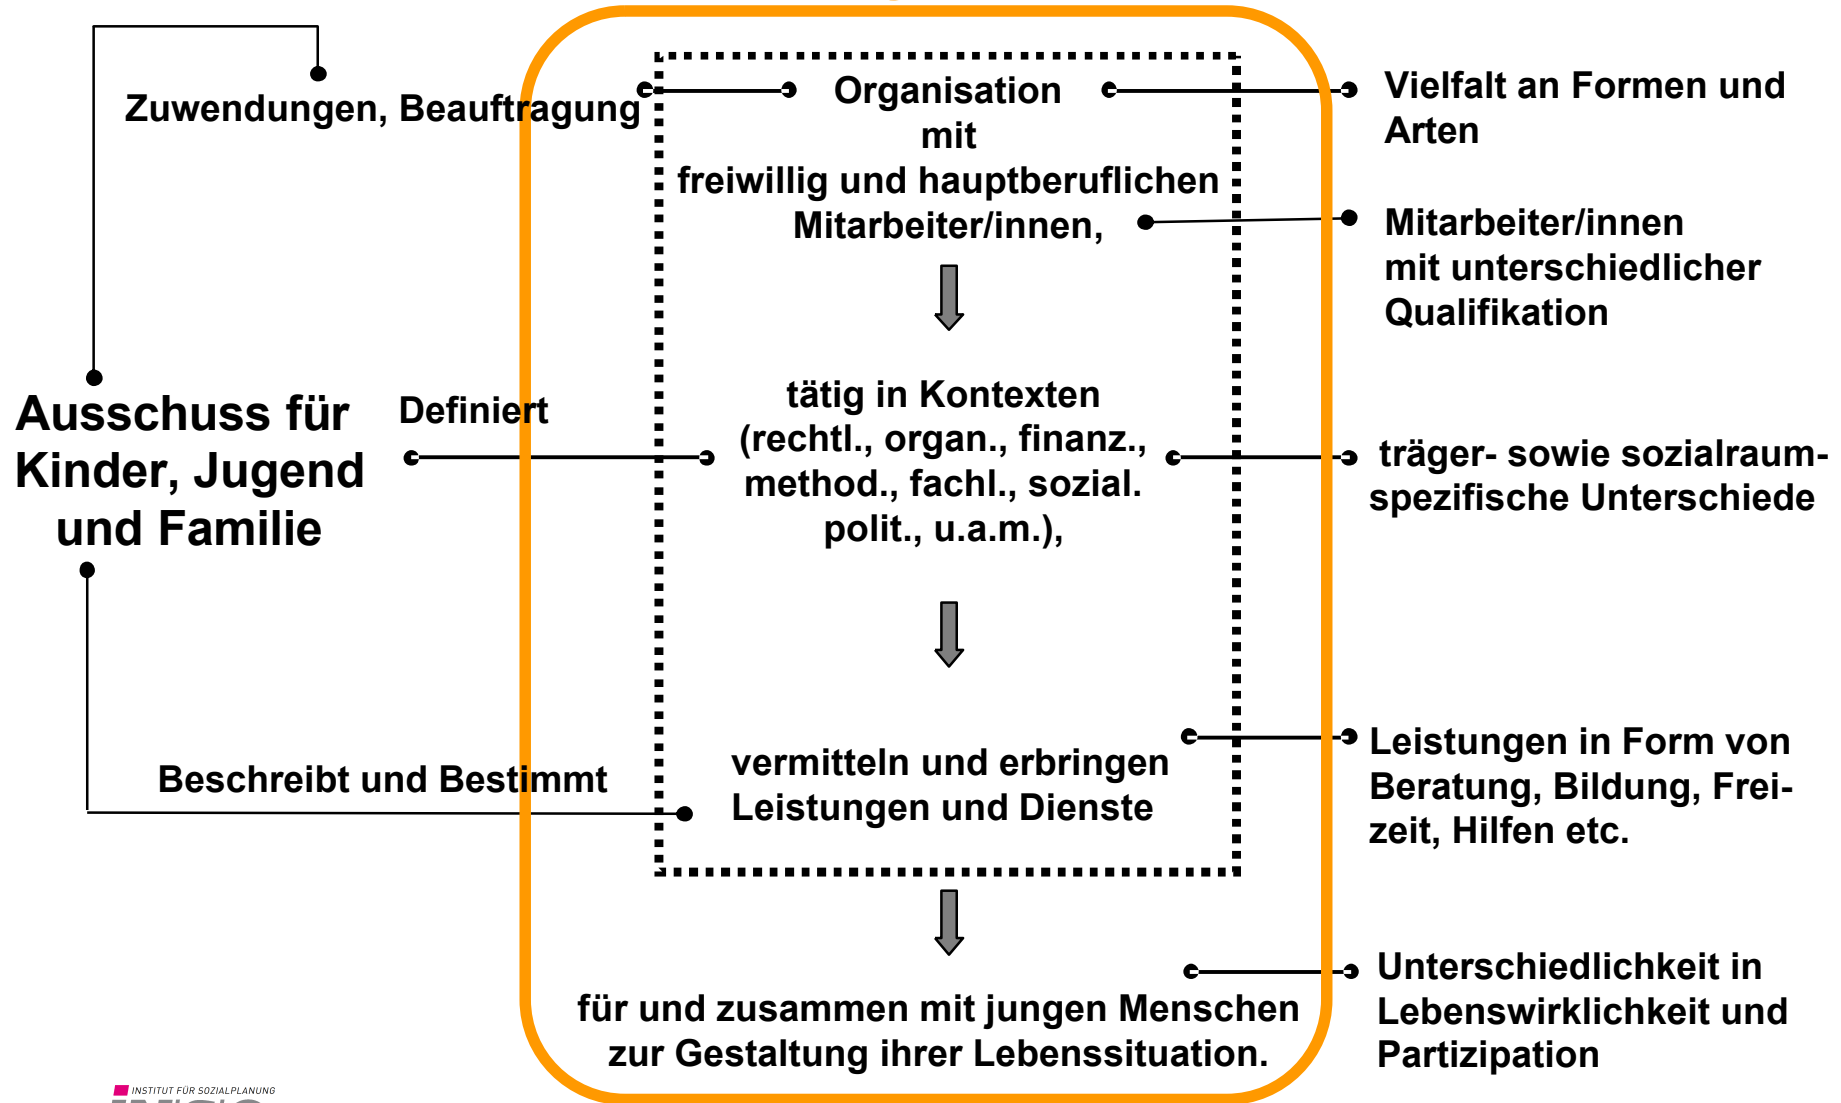 Zuwendungen, Beauftragung
Ausschuss für
Kinder, Jugend
und Familie
Definiert
Beschreibt und Bestimmt
Organisation
mit
freiwillig und hauptberuflichen
Mitarbeiter/innen,
tätig in Kontexten
(rechtl., organ., finanz.,
method., fachl., sozial.
polit., u.a.m.),
vermitteln und erbringen
Leistungen und Dienste
für und zusammen mit jungen Menschen
zur Gestaltung ihrer Lebenssituation.
Vielfalt an Formen und
Arten
Mitarbeiter/innen
mit unterschiedlicher
Qualifikation
träger- sowie sozialraum-
spezifische Unterschiede
Leistungen in Form von
Beratung, Bildung, Frei-
zeit, Hilfen etc.
Unterschiedlichkeit in
Lebenswirklichkeit und
Partizipation
INSTITUT FÜR SOZIALPLANUNG